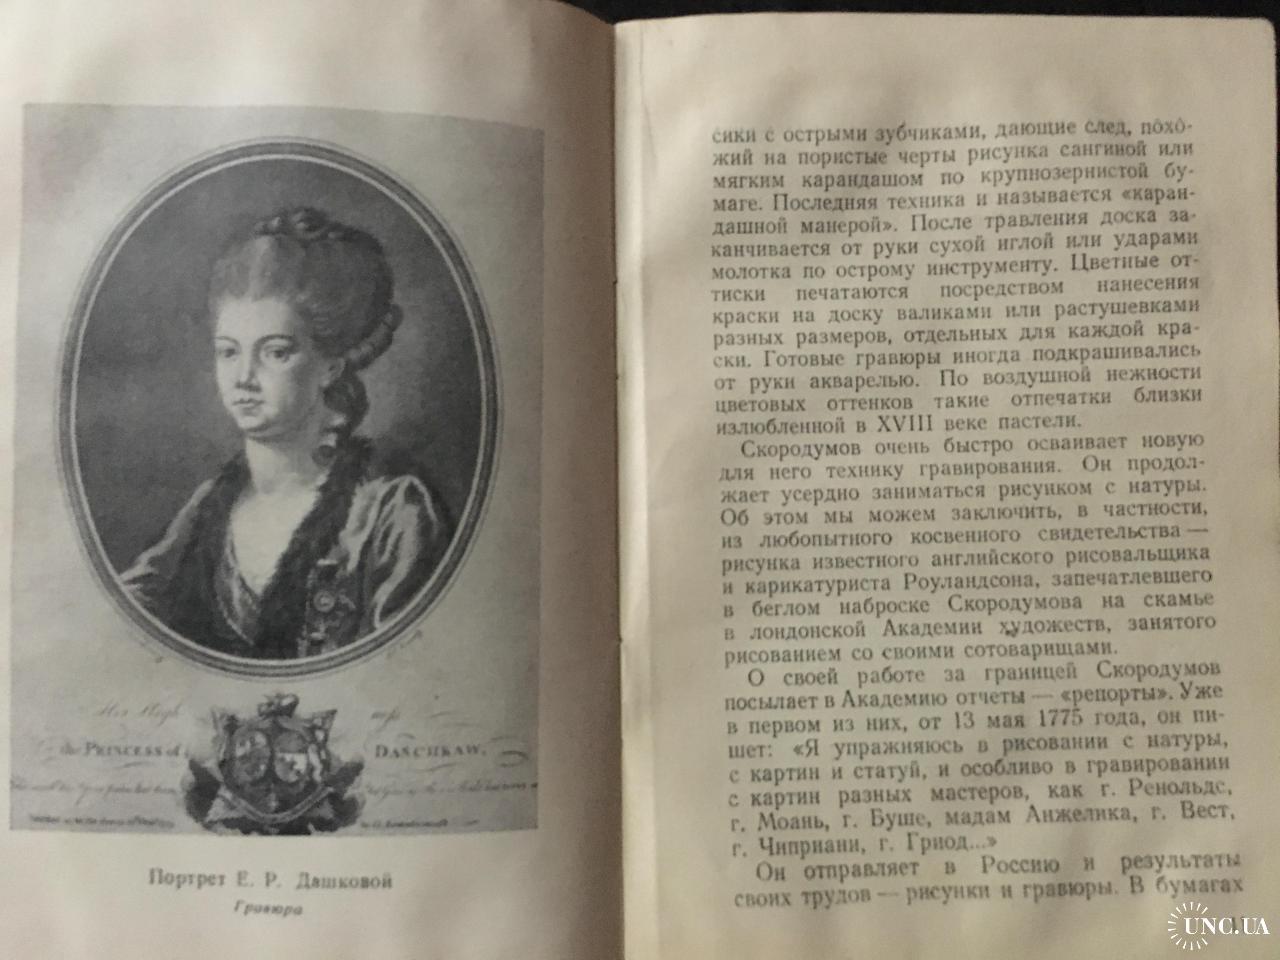 Her High ness
the PRINCESS of DASCHKAW.
Портрет Е. Р. Дашковой
Гравюра
сики с острыми зубчиками, дающие след, похо-
жий на пористые черты рисунка сангиной или
мягким карандашом по крупнозернистой бу-
маге. Последняя техника и называется «каран-
дашной манерой». После травления доска за-
канчивается от руки сухой иглой или ударами
молотка по острому инструменту. Цветные от-
тиски печатаются посредством нанесения
краски на доску валиками или растушевками
разных размеров, отдельных для каждой кра-
ски. Готовые гравюры иногда подкрашивались
от руки акварелью. По воздушной нежности
цветовых оттенков такие отпечатки близки
излюбленной в XVIII веке пастели.
Скородумов очень быстро осваивает новую
для него технику гравирования. Он продол-
жает усердно заниматься рисунком с натуры.
Об этом мы можем заключить, в частности,
из любопытного косвенного свидетельства —
рисунка известного английского рисовальщика
и карикатуриста Роуландсона, запечатлевшего
в беглом наброске Скородумова на скамье
в лондонской Академии художеств, занятого
рисованием со своими сотоварищами.
О своей работе за границей Скородумов
посылает в Академию отчеты — «репорты». Уже
в первом из них, от 13 мая 1775 года, он пи-
шет: «Я упражняюсь в рисовании с натуры,
с картин и статуй, и особливо в гравировании
с картин разных мастеров, как г. Ренольдс,
г. Моань, г. Буше, мадам Анжелика, г. Вест,
г. Чиприани, г. Гриод...»
Он отправляет в Россию и результаты
своих трудов — рисунки и гравюры. В бумагах
UNC.UA